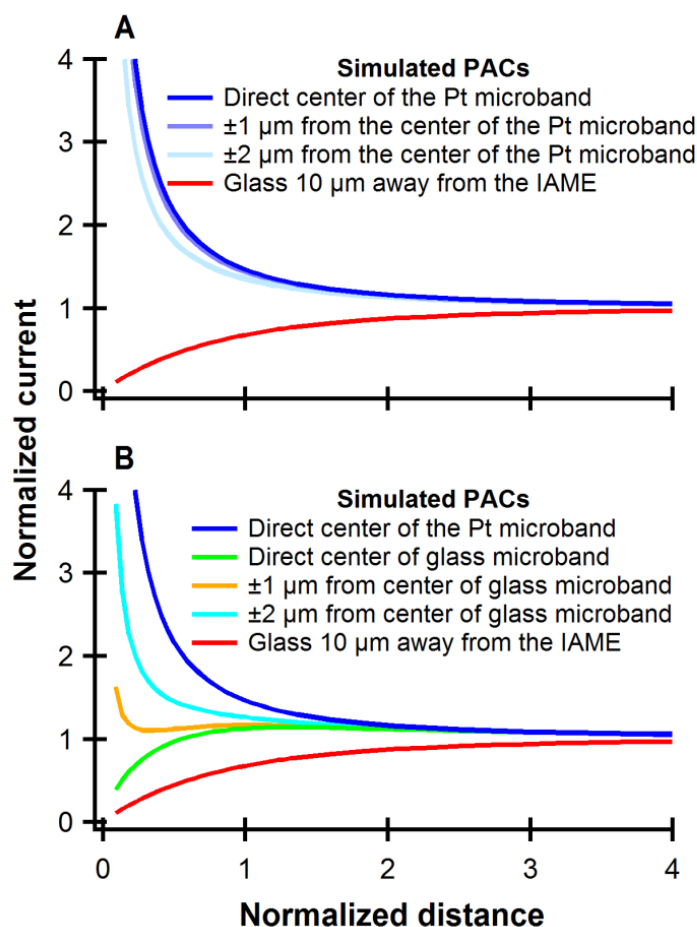 A
4
3
2
1
0
Simulated PACs
Direct center of the Pt microband
±1 μm from the center of the Pt microband
±2 μm from the center of the Pt microband
Glass 10 μm away from the IAME
Normalized current
B
4
3
2
1
0
Simulated PACs
Direct center of the Pt microband
Direct center of glass microband
±1 μm from center of glass microband
±2 μm from center of glass microband
Glass 10 μm away from the IAME
0 1 2 3 4
Normalized distance